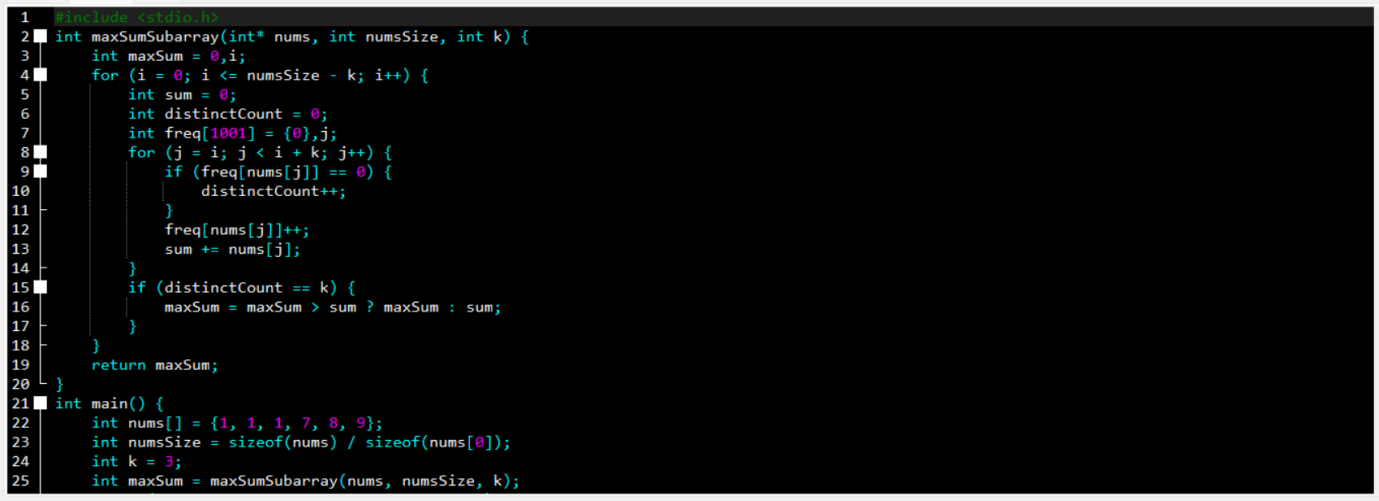 1 #include <stdio.h>
2 int maxSumSubarray(int* nums, int numsSize, int k) {
3 int maxSum = 0,i;
4 for (i = 0; i <= numsSize - k; i++) {
5 int sum = 0;
6 int distinctCount = 0;
7 int freq[1001] = {0},j;
8 for (j = i; j < i + k; j++) {
9 if (freq[nums[j]] == 0) {
10 distinctCount++;
11 }
12 freq[nums[j]]++;
13 sum += nums[j];
14 }
15 if (distinctCount == k) {
16 maxSum = maxSum > sum ? maxSum : sum;
17 }
18 }
19 return maxSum;
20 }
21 int main() {
22 int nums[] = {1, 1, 1, 7, 8, 9};
23 int numsSize = sizeof(nums) / sizeof(nums[0]);
24 int k = 3;
25 int maxSum = maxSumSubarray(nums, numsSize, k);